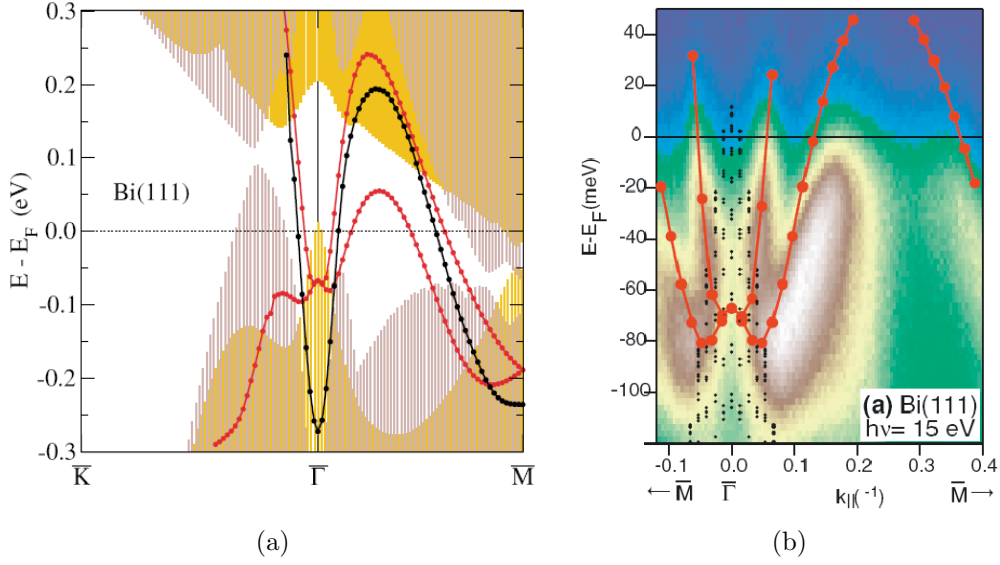 0.3
0.2
0.1
0.0
-0.1
-0.2
-0.3
E - E_F (eV)
Bi(111)
K̅
Γ̅
M̅
(a)
40
20
0
-20
-40
-60
-80
-100
E-E_F(meV)
(a) Bi(111)
hν= 15 eV
-0.1 0.0 0.1 0.2 0.3 0.4
← M̅ Γ̅ k||(⁻¹) M̅ →
(b)